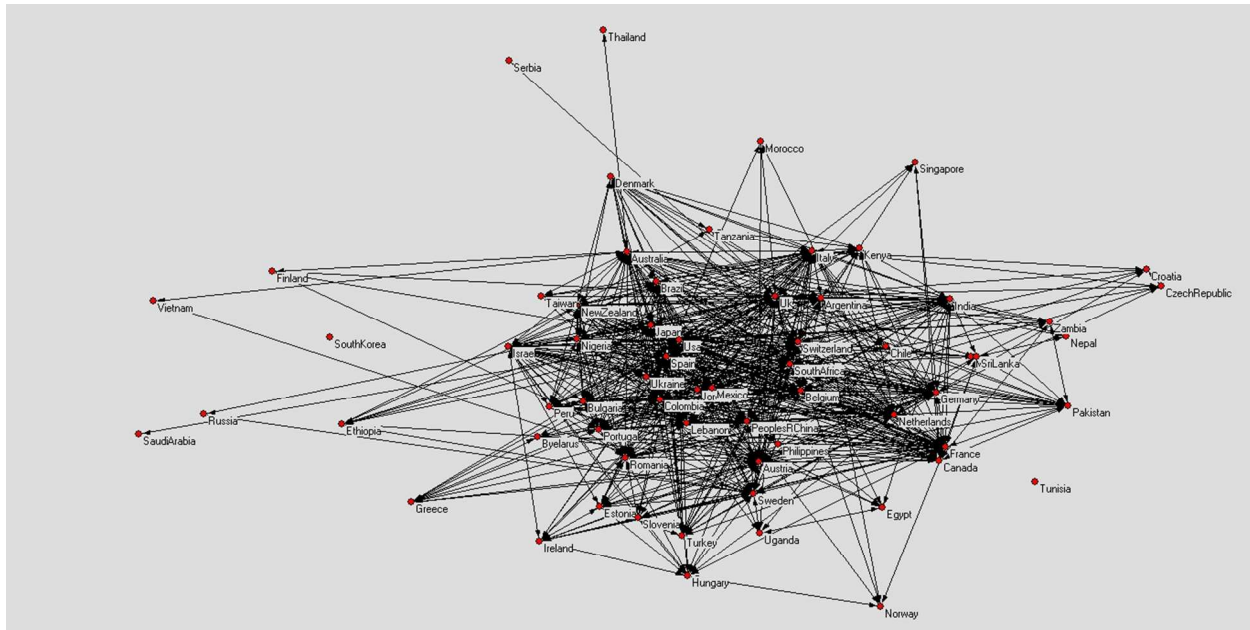 Thailand
Serbia
Morocco
Singapore
Denmark
Tanzania
Australia
Italy
Kenya
Finland
Croatia
Brazil
CzechRepublic
Taiwan
Uk
Argentina
India
Vietnam
NewZealand
Zambia
Japan
SouthKorea
Nepal
Nigeria
Usa
Switzerland
Chile
Israel
Spain
SriLanka
SouthAfrica
Ukraine
Mexico
Belgium
Germany
Peru
Bulgaria
Colombia
Pakistan
Russia
Netherlands
Ethiopia
Lebanon
PeoplesRChina
SaudiArabia
Portugal
Byelarus
Philippines
France
Romania
Austria
Canada
Tunisia
Sweden
Greece
Estonia
Egypt
Slovenia
Turkey
Uganda
Ireland
Hungary
Norway